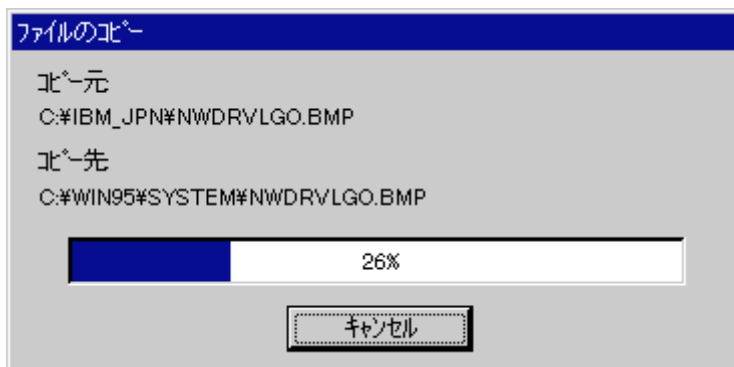 ﾌｧｲﾙのｺﾋﾟｰ
ｺﾋﾟｰ元:
C:¥IBM_JPN¥NWDRVLGO.BMP
ｺﾋﾟｰ先:
C:¥WIN95¥SYSTEM¥NWDRVLGO.BMP
26%
ｷｬﾝｾﾙ